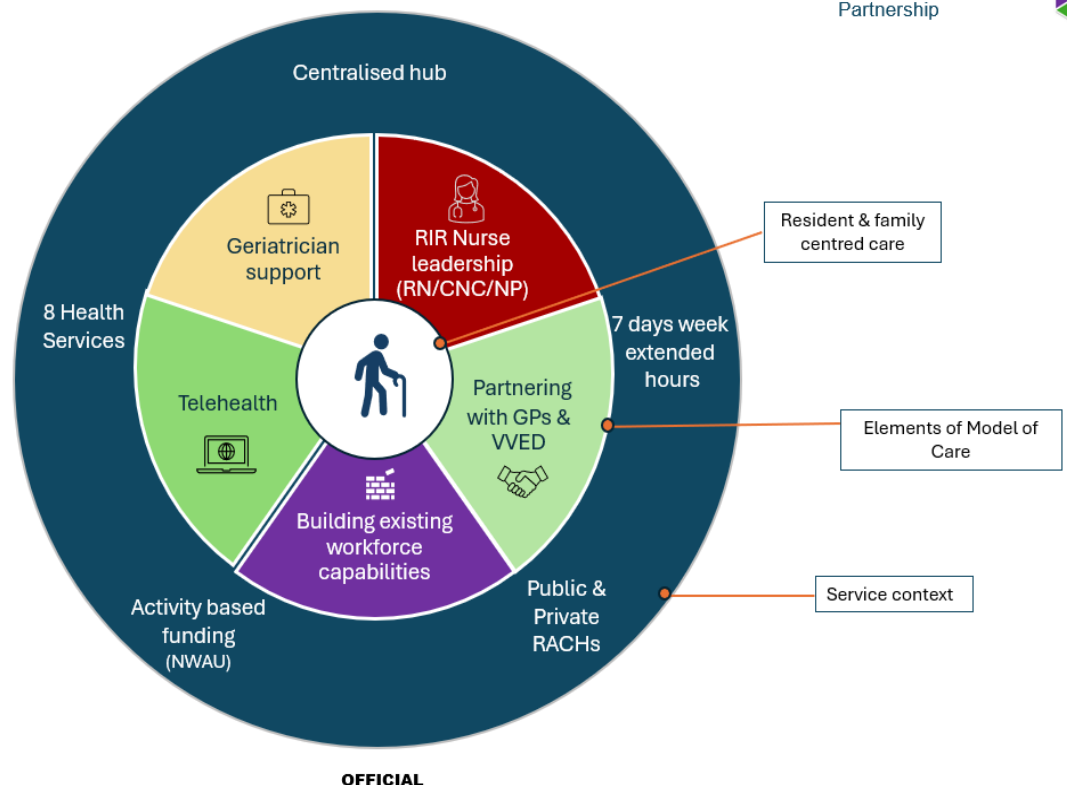 Partnership
Centralised hub
Geriatrician
support
RIR Nurse
leadership
(RN/CNC/NP)
Resident & family
centred care
8 Health
Services
7 days week
extended
hours
Telehealth
Partnering
with GPs &
VVED
Elements of Model of
Care
Building existing
workforce
capabilities
Public &
Private
RACHs
Service context
Activity based
funding
(NWAU)
OFFICIAL